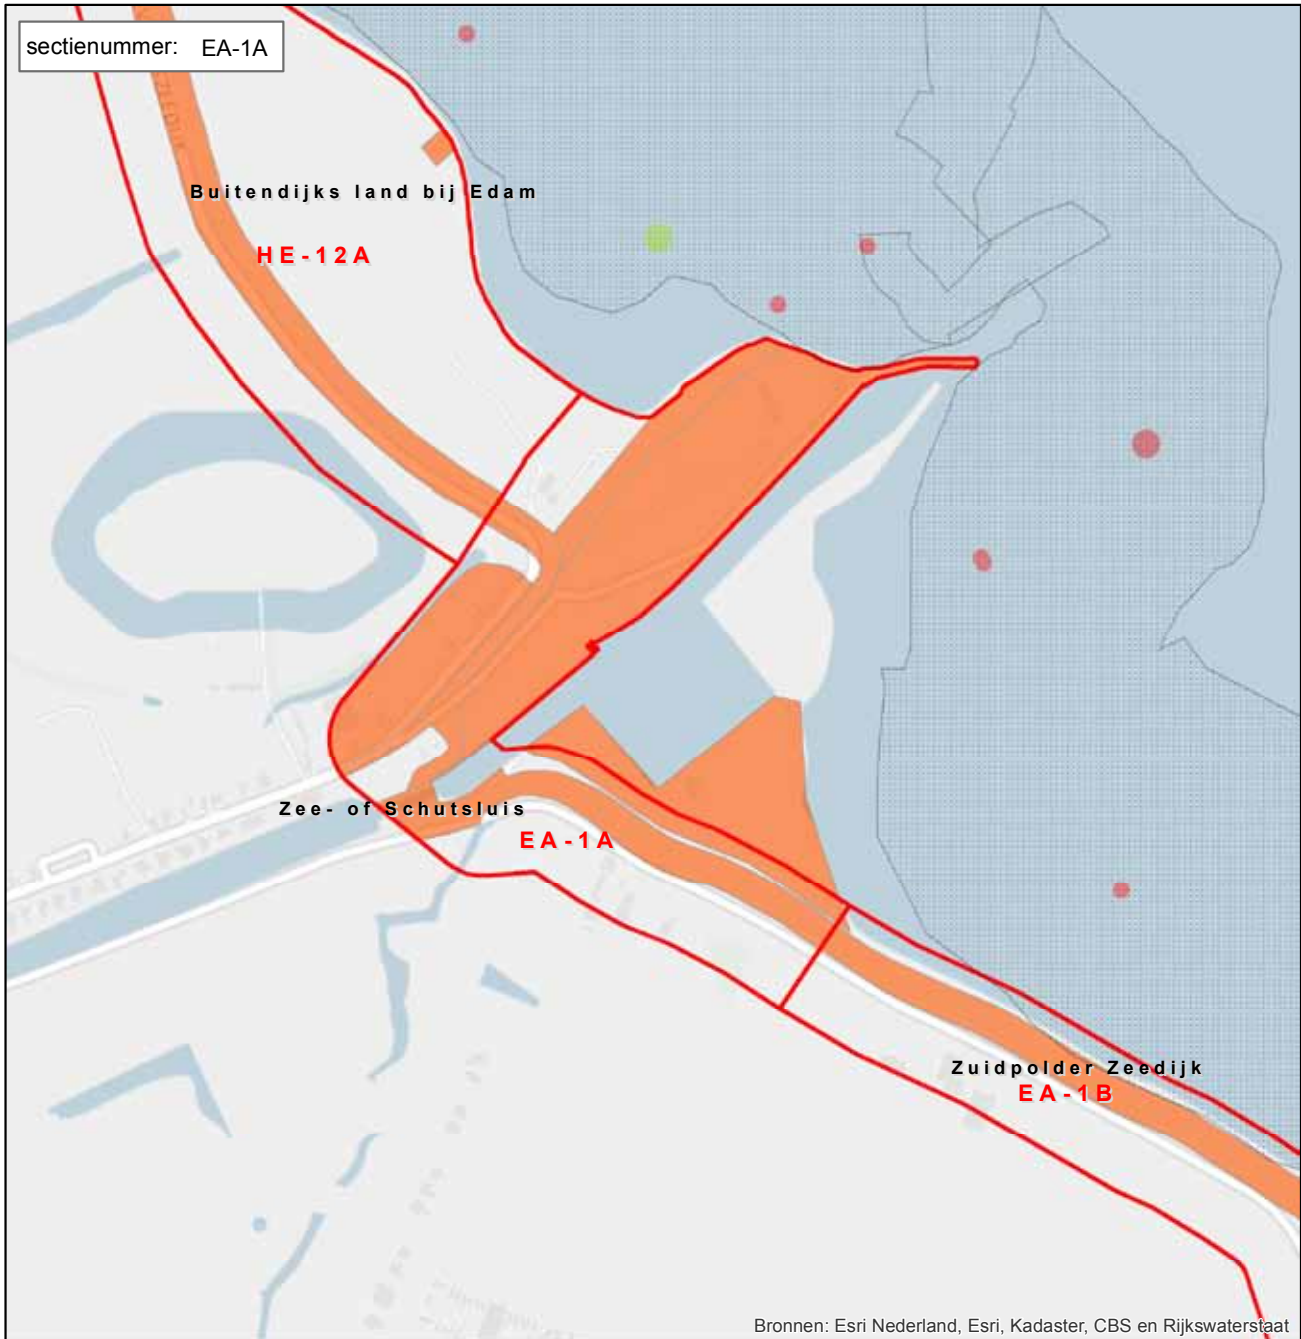 sectienummer: EA-1A
ZEEDIJK
Buitendijks land bij Edam
HE-12A
Zee- of Schutsluis
EA-1A
Zuidpolder Zeedijk
EA-1B
Bronnen: Esri Nederland, Esri, Kadaster, CBS en Rijkswaterstaat